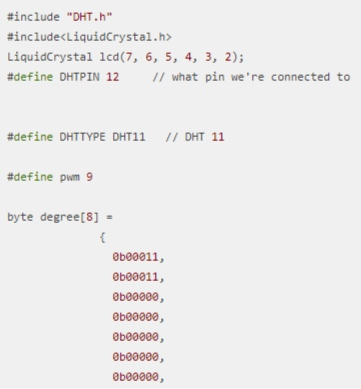 #include "DHT.h"
#include<LiquidCrystal.h>
LiquidCrystal lcd(7, 6, 5, 4, 3, 2);
#define DHTPIN 12     // what pin we're connected to
#define DHTTYPE DHT11   // DHT 11
#define pwm 9
byte degree[8] =
{
0b00011,
0b00011,
0b00000,
0b00000,
0b00000,
0b00000,
0b00000,